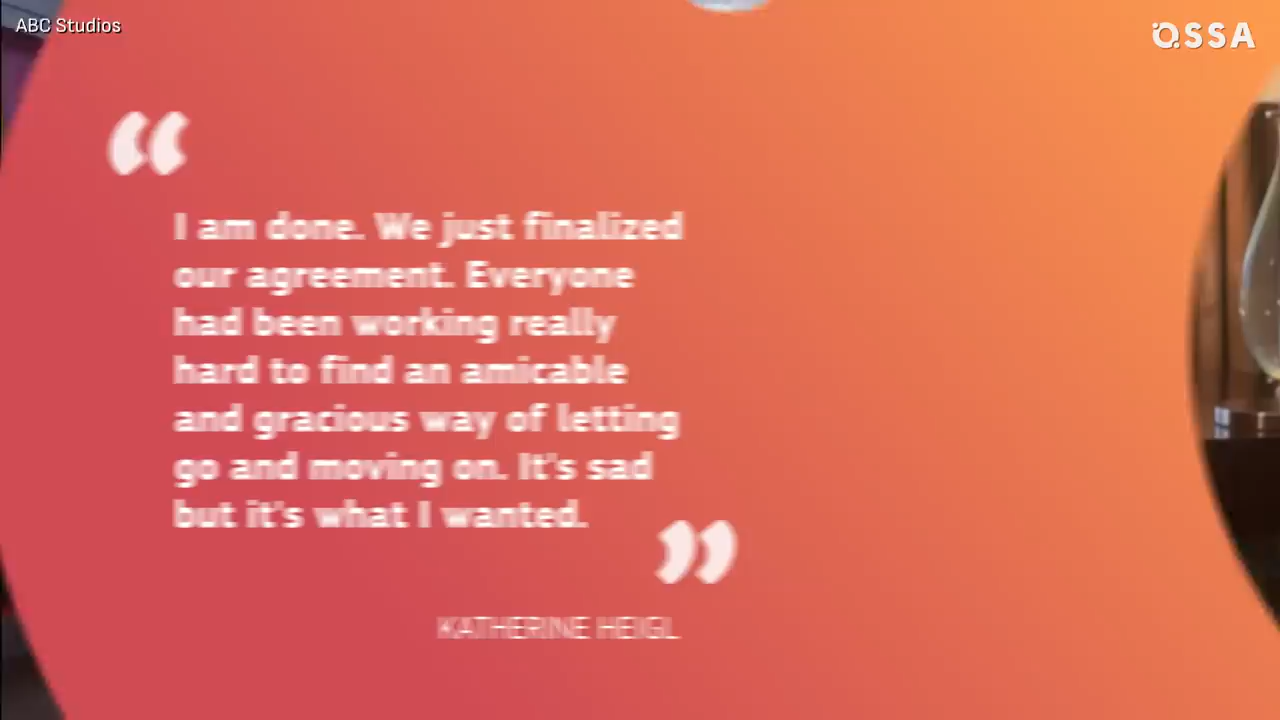 ABC Studios
OSSA
“
I am done. We just finalized
our agreement. Everyone
had been working really
hard to find an amicable
and gracious way of letting
go and moving on. It's sad
but it's what I wanted.
”
KATHERINE HEIGL